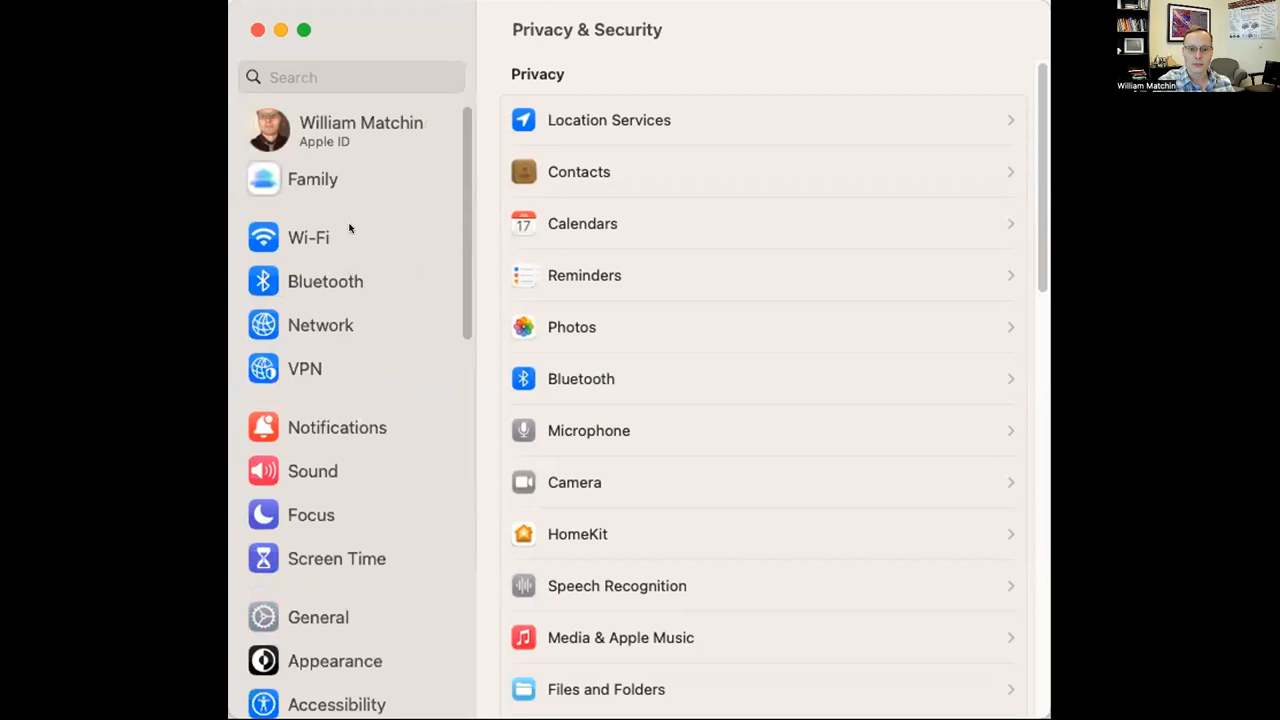 Privacy & Security
Search
William Matchin
Apple ID
Family
Wi-Fi
Bluetooth
Network
VPN
Notifications
Sound
Focus
Screen Time
General
Appearance
Accessibility
Privacy
Location Services
Contacts
17
Calendars
Reminders
Photos
Bluetooth
Microphone
Camera
HomeKit
Speech Recognition
Media & Apple Music
Files and Folders
William Matchin